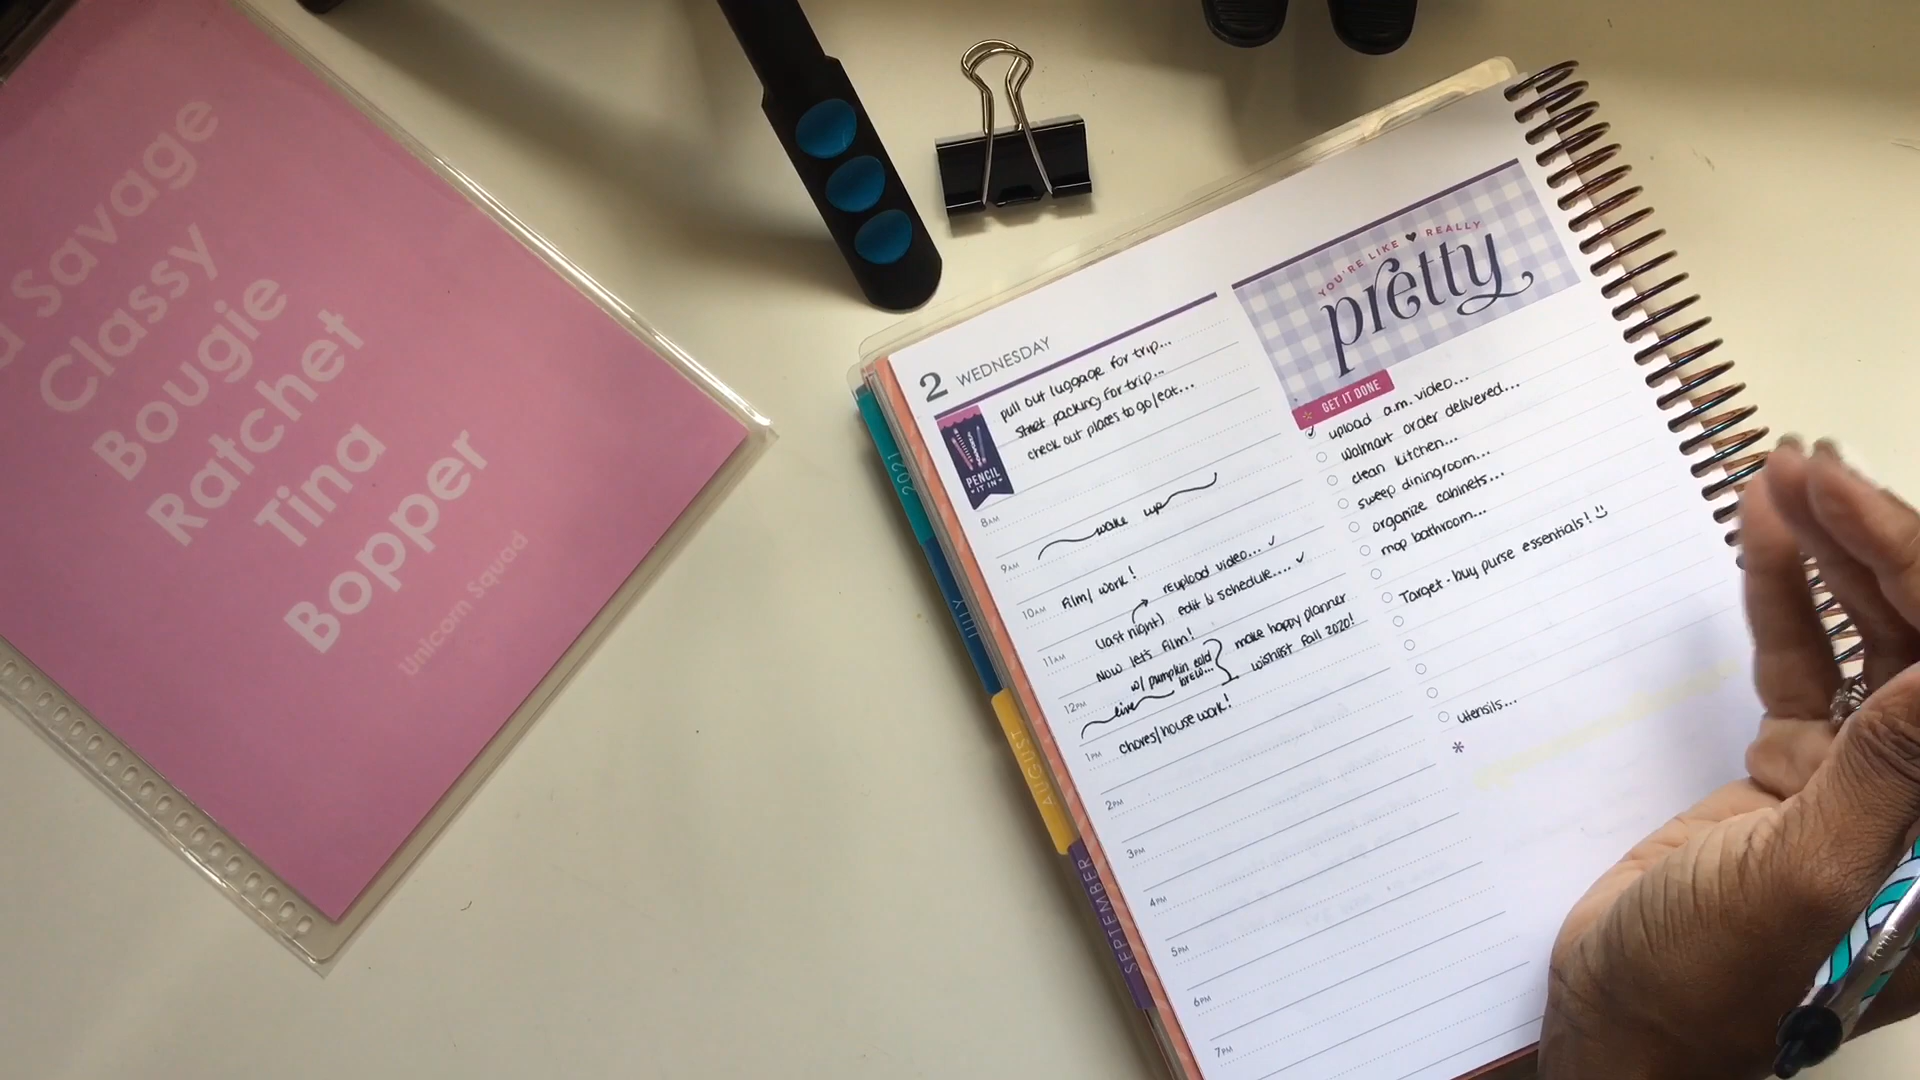 Savage
Classy
Bougie
Ratchet
Tina
Bopper
Unicorn Squad
2 WEDNESDAY
PENCIL
IT IN
pull out luggage for trip...
start packing for trip...
check out places to go/eat...
8AM
wake up
9AM
10AM
Film/work!
(last night)
reupload video... ✓
edit & schedule.... ✓
11AM
Now let's film!
w/ pumpkin cold
brew...
make happy planner
wishlist Fall 2020!
12PM
live
1PM
chores/house work!
2PM
3PM
4PM
5PM
6PM
7PM
YOU'RE LIKE ♥ REALLY
pretty
GET IT DONE
✓ upload a.m. video...
walmart order delivered...
clean kitchen...
sweep diningroom...
organize cabinets...
mop bathroom...
Target - buy purse essentials! :)
utensils...
*
2021
JULY
AUGUST
SEPTEMBER